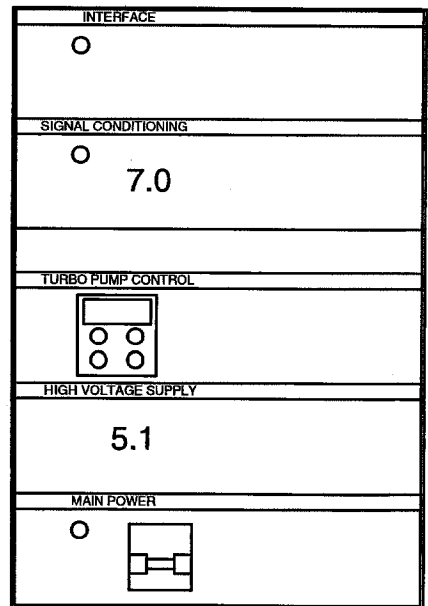 INTERFACE
SIGNAL CONDITIONING
7.0
TURBO PUMP CONTROL
HIGH VOLTAGE SUPPLY
5.1
MAIN POWER